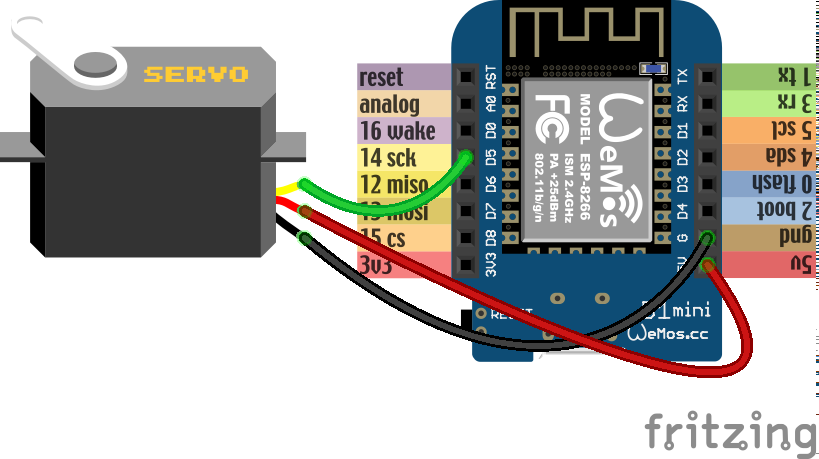 SERVO
reset
analog
16 wake
14 sck
12 miso
13 mosi
15 cs
3v3
RST
A0
D0
D5
D6
D7
D8
3V3
WeMos
MODEL ESP-8266
ISM 2.4GHz
PA +25dBm
802.11b/g/n
FC
TX
RX
D1
D2
D3
D4
G
5V
1 tx
3 rx
5 scl
4 sda
0 flash
2 boot
gnd
5v
RESET
D1 mini
WeMos.cc
fritzing